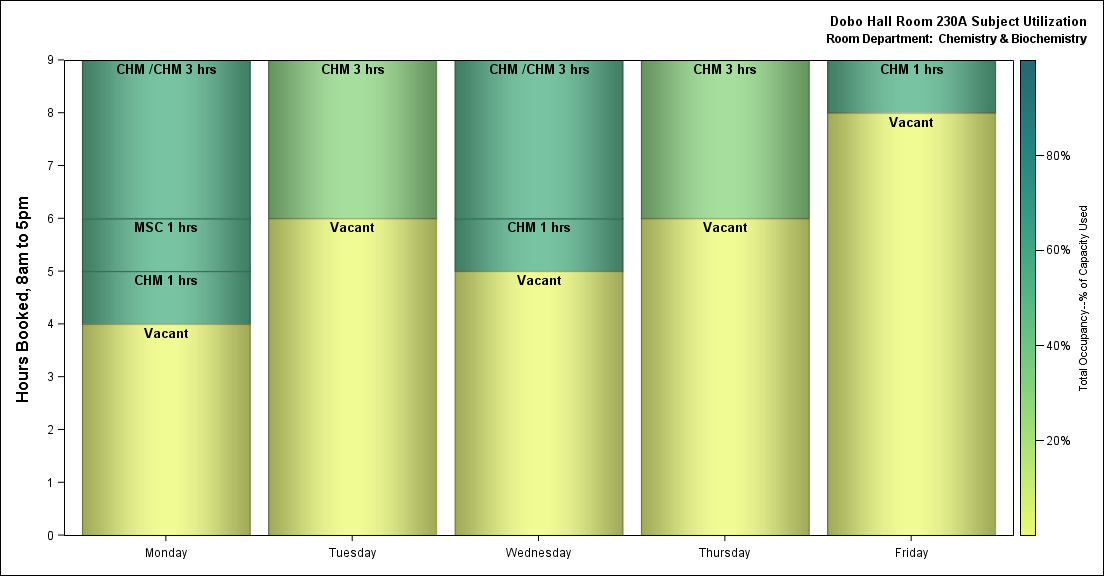 Dobo Hall Room 230A Subject Utilization
Room Department: Chemistry & Biochemistry
Hours Booked, 8am to 5pm
9
8
7
6
5
4
3
2
1
0
CHM /CHM 3 hrs
MSC 1 hrs
CHM 1 hrs
Vacant
CHM 3 hrs
Vacant
CHM /CHM 3 hrs
CHM 1 hrs
Vacant
CHM 3 hrs
Vacant
CHM 1 hrs
Vacant
Monday
Tuesday
Wednesday
Thursday
Friday
80%
60%
40%
20%
Total Occupancy--% of Capacity Used